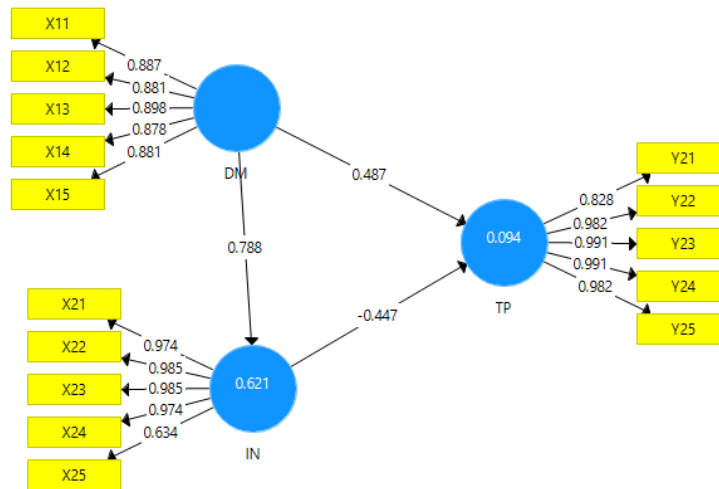 X11
X12
X13
X14
X15
0.887
0.881
0.898
0.878
0.881
DM
0.487
0.788
Y21
Y22
Y23
Y24
Y25
0.828
0.982
0.991
0.991
0.982
0.094
TP
-0.447
X21
X22
X23
X24
X25
0.974
0.985
0.985
0.974
0.634
0.621
IN